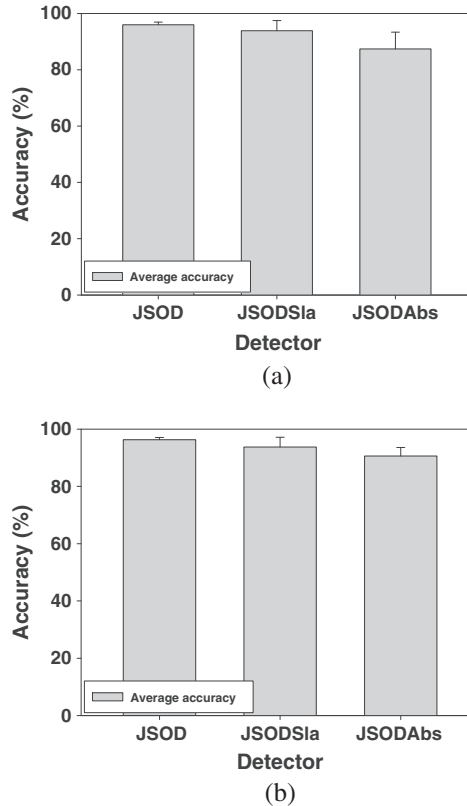 100
80
60
40
20
0
Accuracy (%)
Average accuracy
JSOD JSODSla JSODAbs
Detector
(a)
100
80
60
40
20
0
Accuracy (%)
Average accuracy
JSOD JSODSla JSODAbs
Detector
(b)